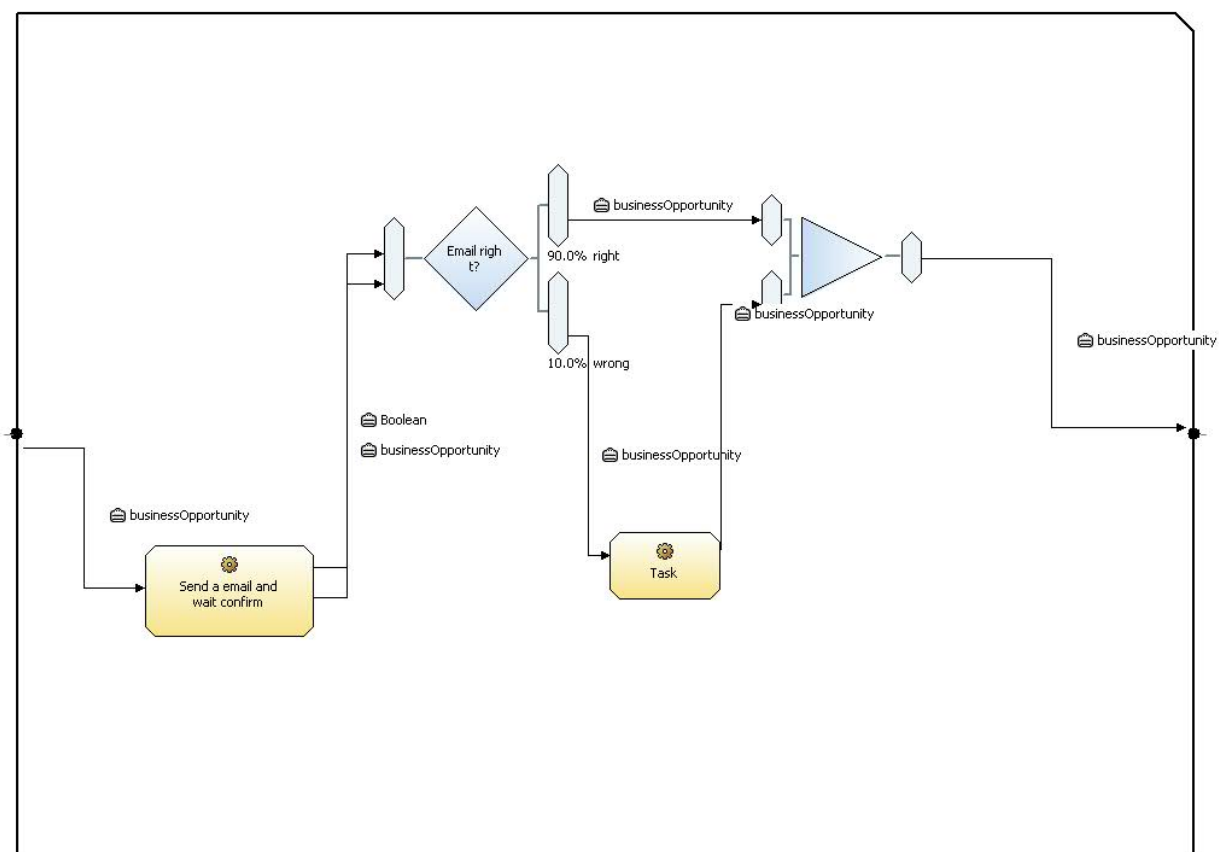 businessOpportunity
Email righ
t?
90.0% right
businessOpportunity
businessOpportunity
10.0% wrong
Boolean
businessOpportunity
businessOpportunity
businessOpportunity
Send a email and
wait confirm
Task